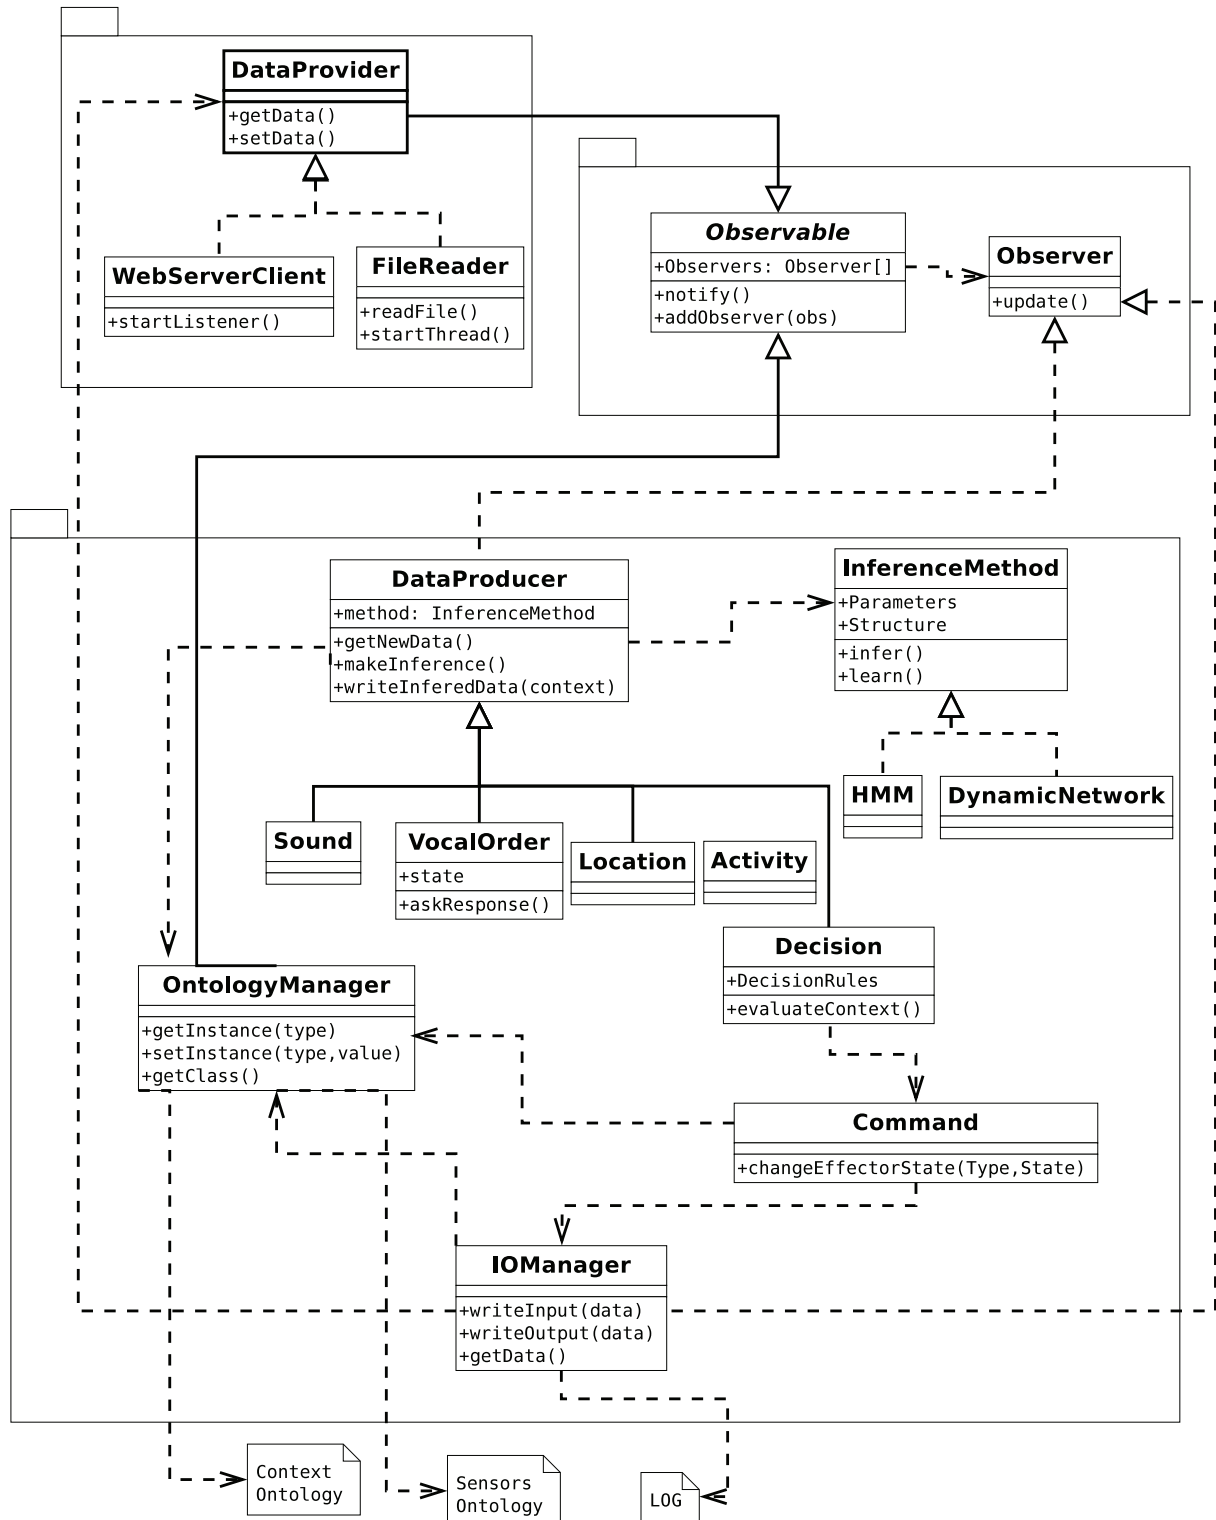 DataProvider
+getData()
+setData()
WebServerClient
+startListener()
FileReader
+readFile()
+startThread()
Observable
+Observers: Observer[]
+notify()
+addObserver(obs)
Observer
+update()
DataProducer
+method: InferenceMethod
+getNewData()
+makeInference()
+writeInferedData(context)
InferenceMethod
+Parameters
+Structure
+infer()
+learn()
HMM
DynamicNetwork
Sound
VocalOrder
+state
+askResponse()
Location
Activity
Decision
+DecisionRules
+evaluateContext()
OntologyManager
+getInstance(type)
+setInstance(type,value)
+getClass()
Command
+changeEffectorState(Type,State)
IOManager
+writeInput(data)
+writeOutput(data)
+getData()
Context
Ontology
Sensors
Ontology
LOG